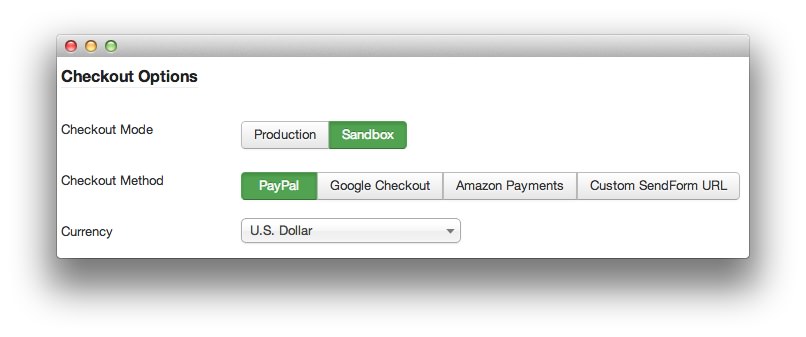 Checkout Options
Checkout Mode Production Sandbox
Checkout Method PayPal Google Checkout Amazon Payments Custom SendForm URL
Currency U.S. Dollar